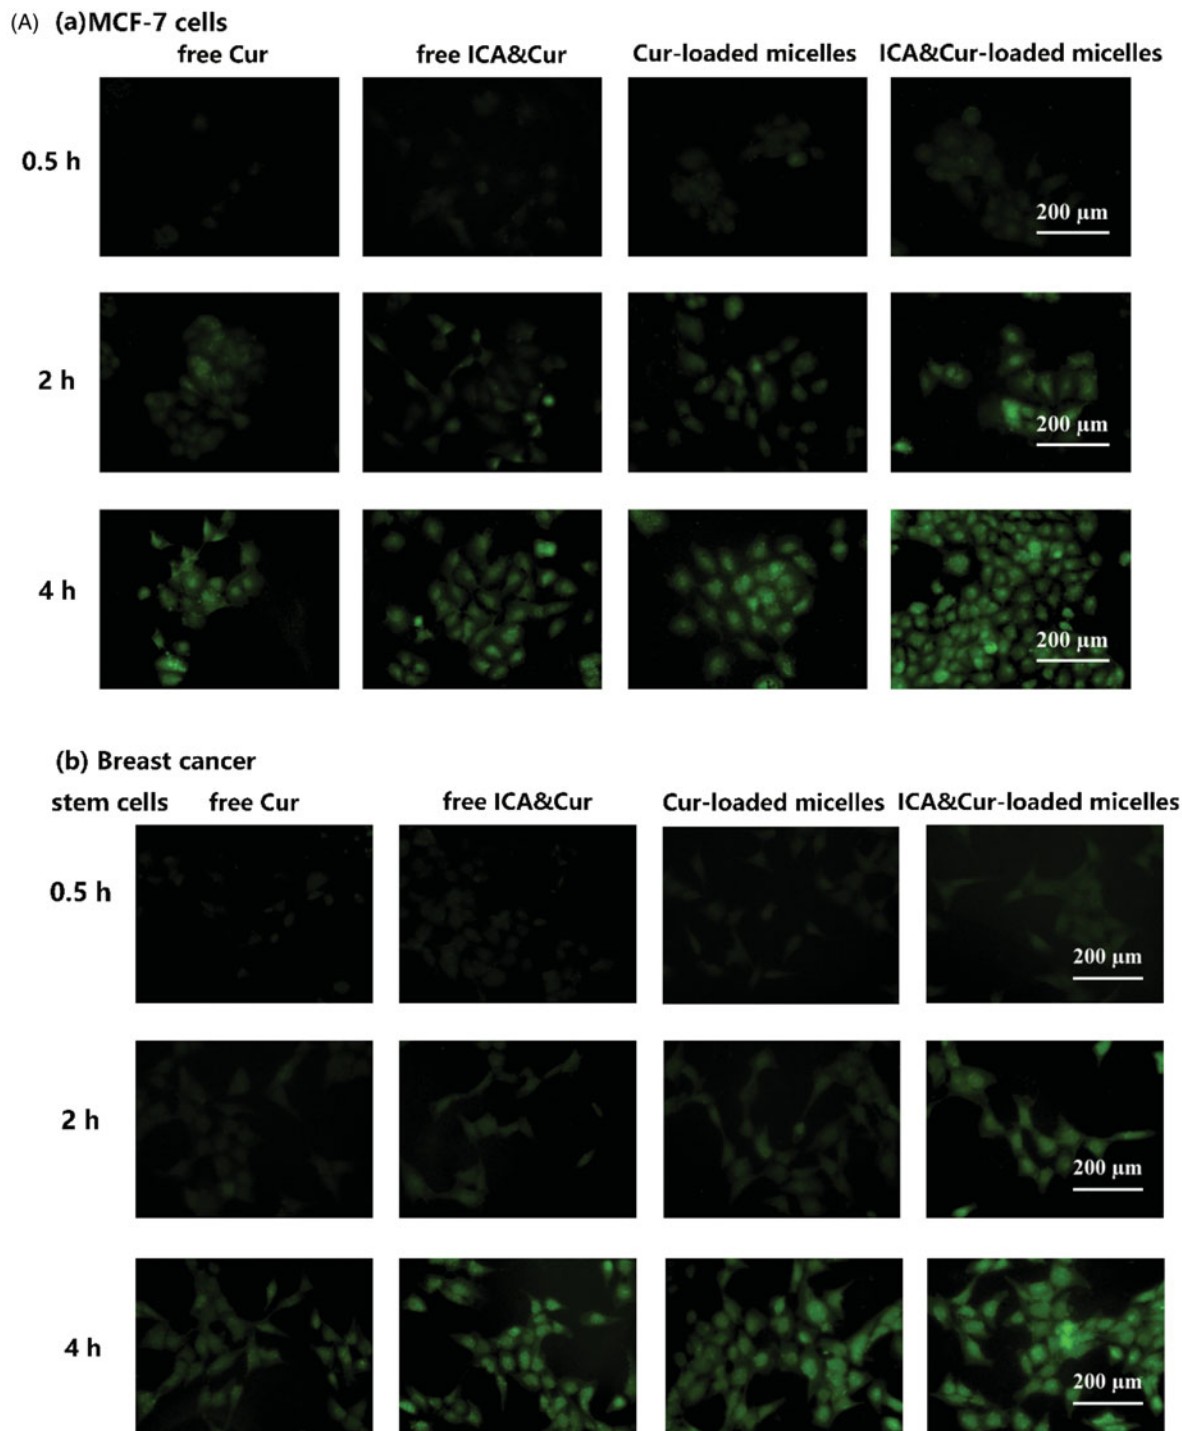 (A) (a)MCF-7 cells
free Cur free ICA&Cur Cur-loaded micelles ICA&Cur-loaded micelles
0.5 h
200 µm
2 h
200 µm
4 h
200 µm
(b) Breast cancer
stem cells free Cur free ICA&Cur Cur-loaded micelles ICA&Cur-loaded micelles
0.5 h
200 µm
2 h
200 µm
4 h
200 µm